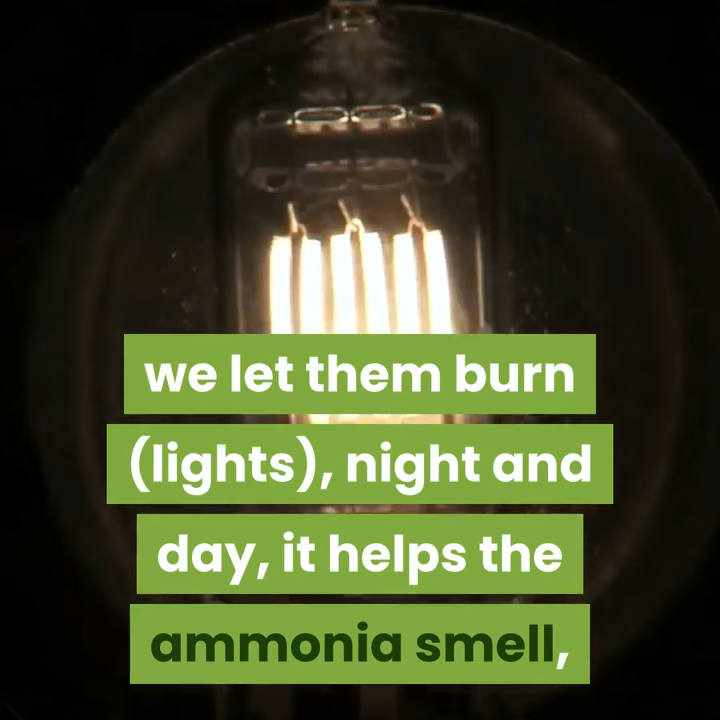 we let them burn
(lights), night and
day, it helps the
ammonia smell,